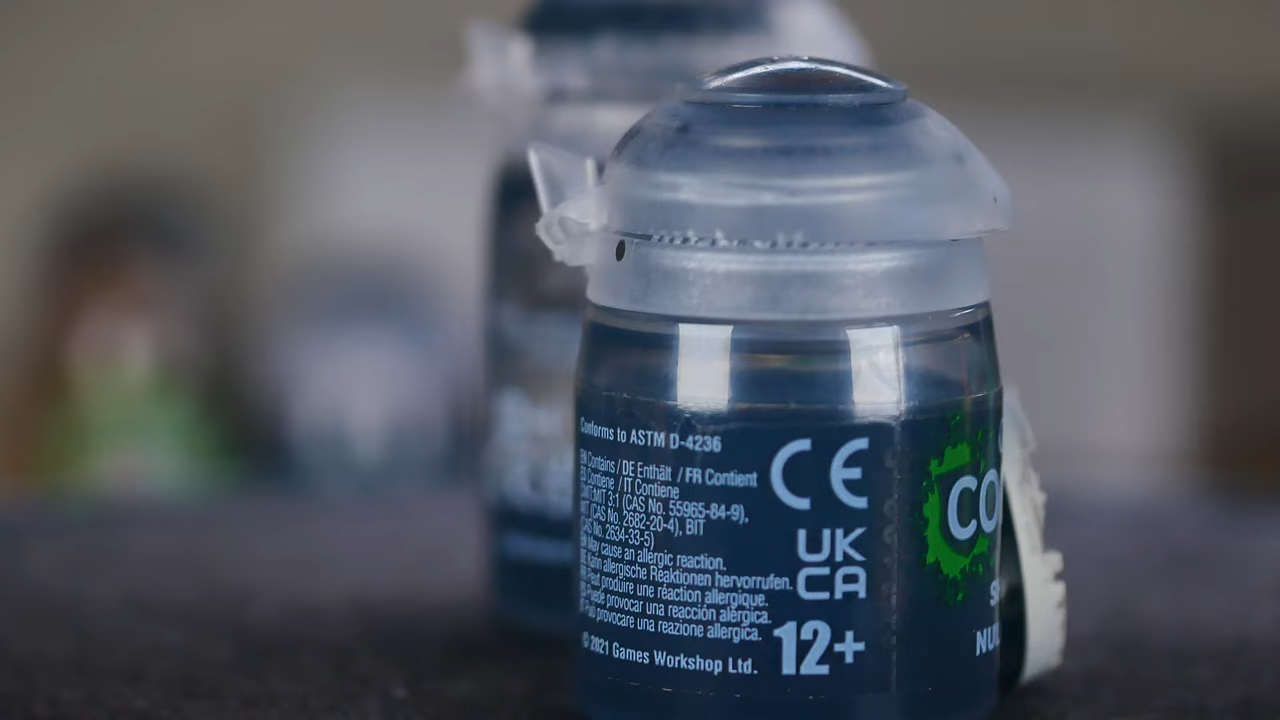 Conforms to ASTM D-4236
EN Contains / DE Enthält / FR Contient
ES Contiene / IT Contiene
CMIT:MIT 3:1 (CAS No. 55965-84-9),
MIT (CAS No. 2682-20-4), BIT
(CAS No. 2634-33-5)
EN May cause an allergic reaction.
DE Kann allergische Reaktionen hervorrufen.
FR Peut produire une réaction allergique.
ES Puede provocar una reacción alérgica.
IT Può provocare una reazione allergica.
© 2021 Games Workshop Ltd.
CE
UK
CA
12+
CO
NUL